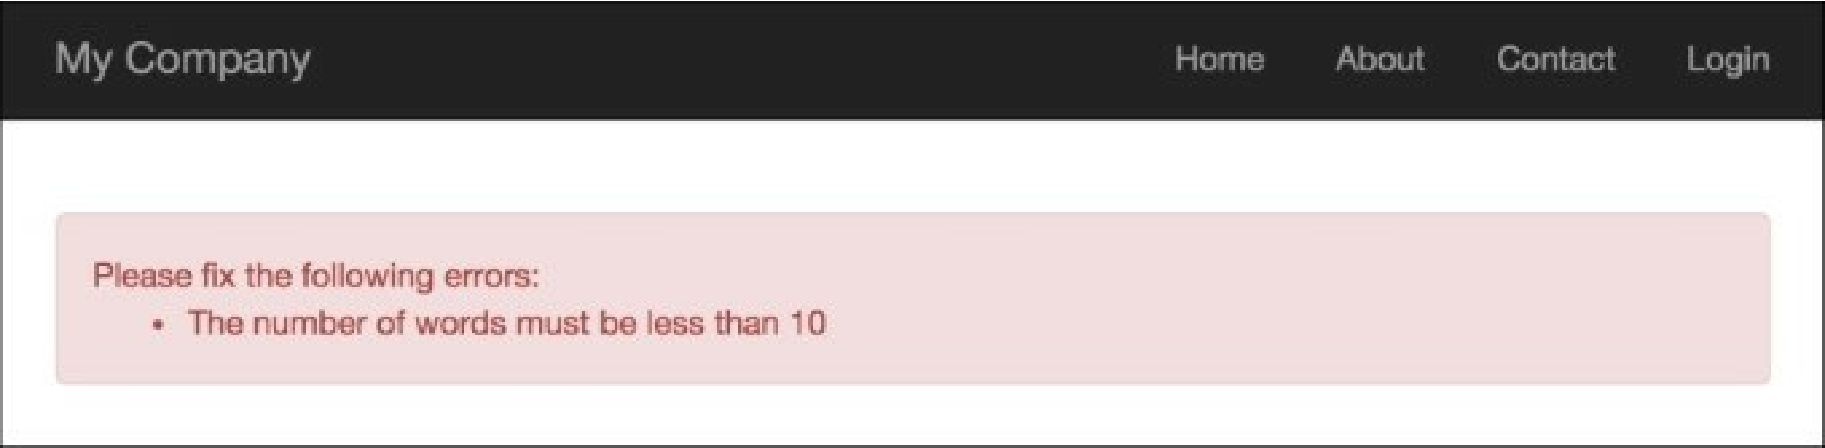 My Company Home About Contact Login
Please fix the following errors:
• The number of words must be less than 10